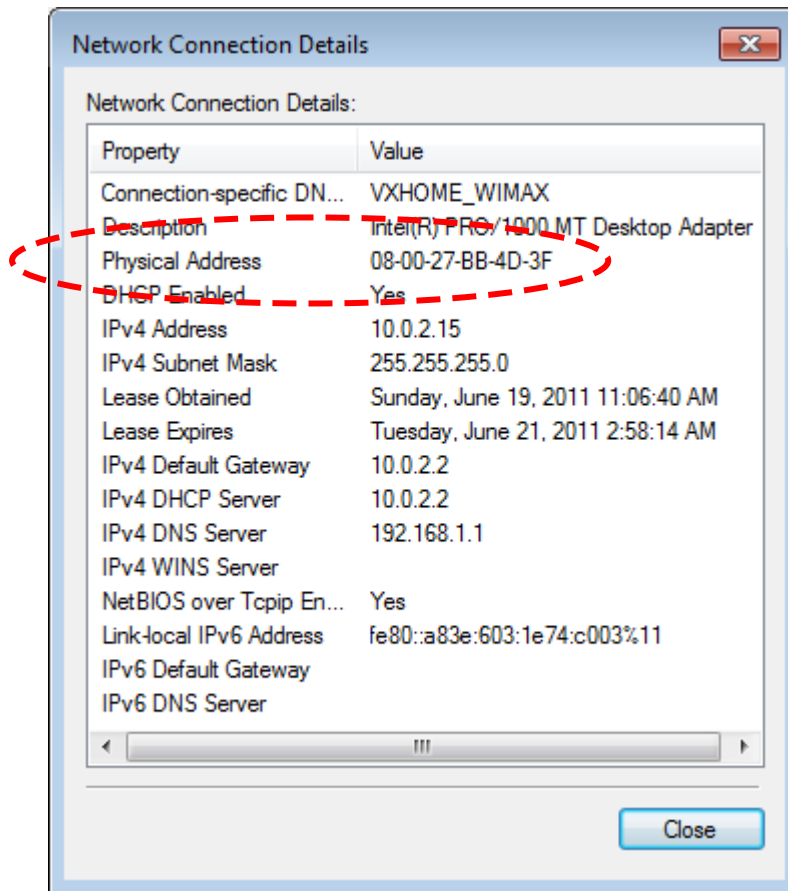 Network Connection Details
Network Connection Details:
Property Value
Connection-specific DN... VXHOME_WIMAX
Description Intel(R) PRO/1000 MT Desktop Adapter
Physical Address 08-00-27-BB-4D-3F
DHCP Enabled Yes
IPv4 Address 10.0.2.15
IPv4 Subnet Mask 255.255.255.0
Lease Obtained Sunday, June 19, 2011 11:06:40 AM
Lease Expires Tuesday, June 21, 2011 2:58:14 AM
IPv4 Default Gateway 10.0.2.2
IPv4 DHCP Server 10.0.2.2
IPv4 DNS Server 192.168.1.1
IPv4 WINS Server
NetBIOS over Tcpip En... Yes
Link-local IPv6 Address fe80::a83e:603:1e74:c003%11
IPv6 Default Gateway
IPv6 DNS Server
Close